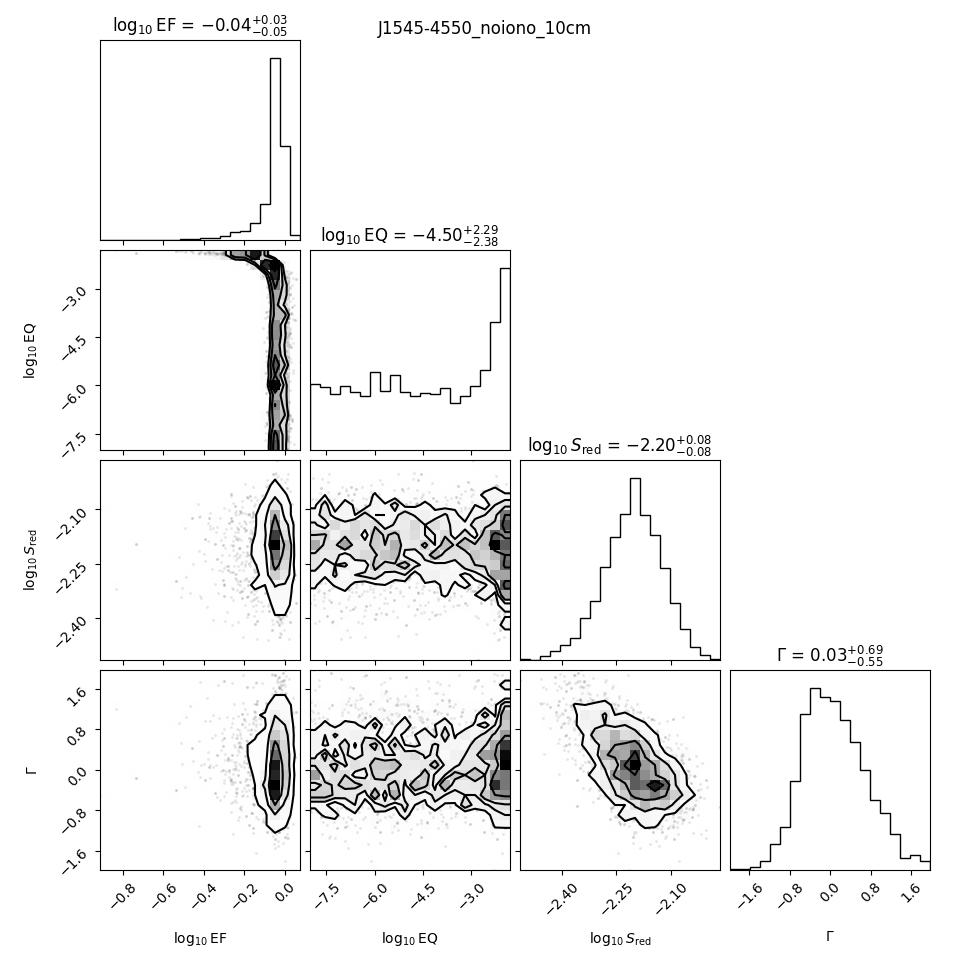 J1545-4550_noiono_10cm
log₁₀ EF = −0.04⁺⁰·⁰³₋₀.₀₅
log₁₀ EQ = −4.50⁺²·²⁹₋₂.₃₈
−3.0
−4.5
−6.0
−7.5
log₁₀ EQ
log₁₀ S_red = −2.20⁺⁰·⁰⁸₋₀.₀₈
−2.10
−2.25
−2.40
log₁₀ S_red
Γ = 0.03⁺⁰·⁶⁹₋₀.₅₅
1.6
0.8
0.0
−0.8
−1.6
Γ
−0.8 −0.6 −0.4 −0.2 0.0
−7.5 −6.0 −4.5 −3.0
−2.40 −2.25 −2.10
−1.6 −0.8 0.0 0.8 1.6
log₁₀ EF
log₁₀ EQ
log₁₀ S_red
Γ